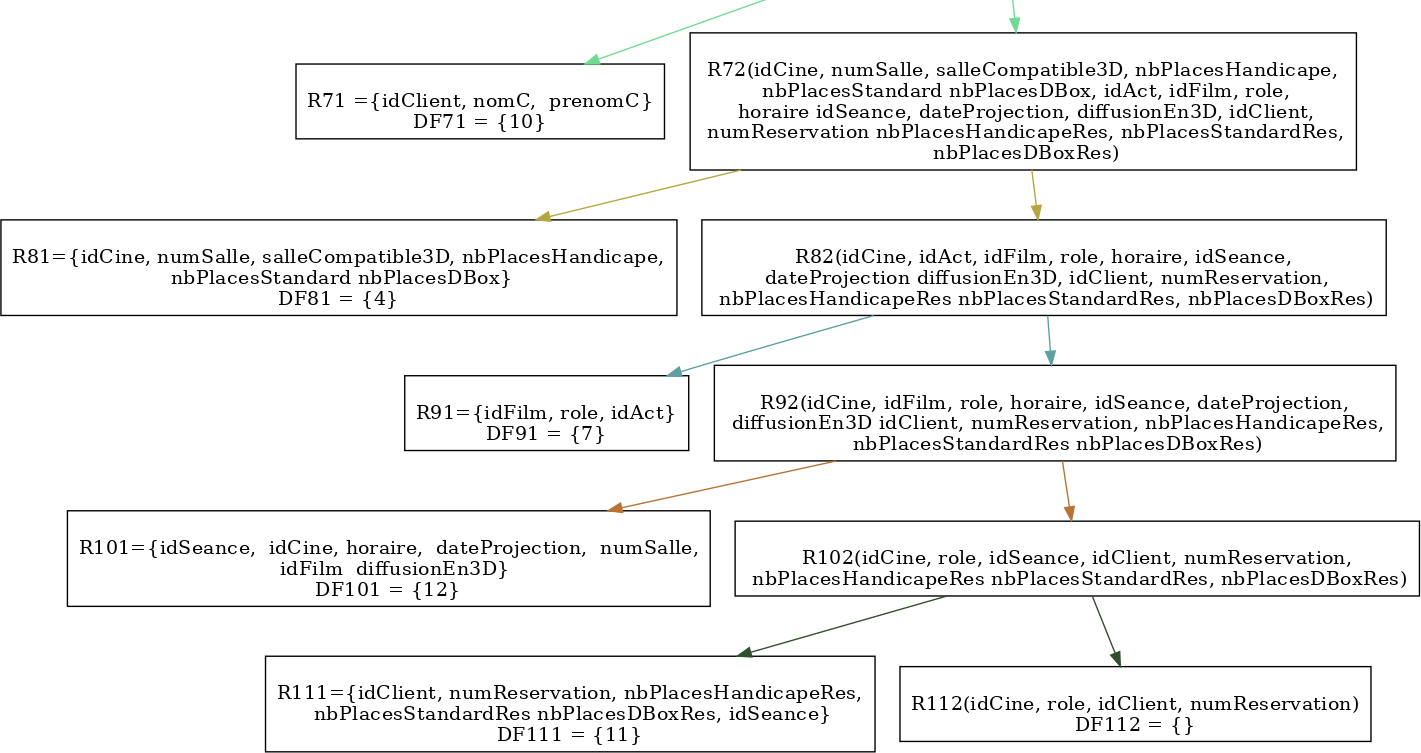 R71 ={idClient, nomC,  prenomC}
DF71 = {10}
R72(idCine, numSalle, salleCompatible3D, nbPlacesHandicape,
nbPlacesStandard nbPlacesDBox, idAct, idFilm, role,
horaire idSeance, dateProjection, diffusionEn3D, idClient,
numReservation nbPlacesHandicapeRes, nbPlacesStandardRes,
nbPlacesDBoxRes)
R81={idCine, numSalle, salleCompatible3D, nbPlacesHandicape,
nbPlacesStandard nbPlacesDBox}
DF81 = {4}
R82(idCine, idAct, idFilm, role, horaire, idSeance,
dateProjection diffusionEn3D, idClient, numReservation,
nbPlacesHandicapeRes nbPlacesStandardRes, nbPlacesDBoxRes)
R91={idFilm, role, idAct}
DF91 = {7}
R92(idCine, idFilm, role, horaire, idSeance, dateProjection,
diffusionEn3D idClient, numReservation, nbPlacesHandicapeRes,
nbPlacesStandardRes nbPlacesDBoxRes)
R101={idSeance,  idCine, horaire,  dateProjection,  numSalle,
idFilm  diffusionEn3D}
DF101 = {12}
R102(idCine, role, idSeance, idClient, numReservation,
nbPlacesHandicapeRes nbPlacesStandardRes, nbPlacesDBoxRes)
R111={idClient, numReservation, nbPlacesHandicapeRes,
nbPlacesStandardRes nbPlacesDBoxRes, idSeance}
DF111 = {11}
R112(idCine, role, idClient, numReservation)
DF112 = {}